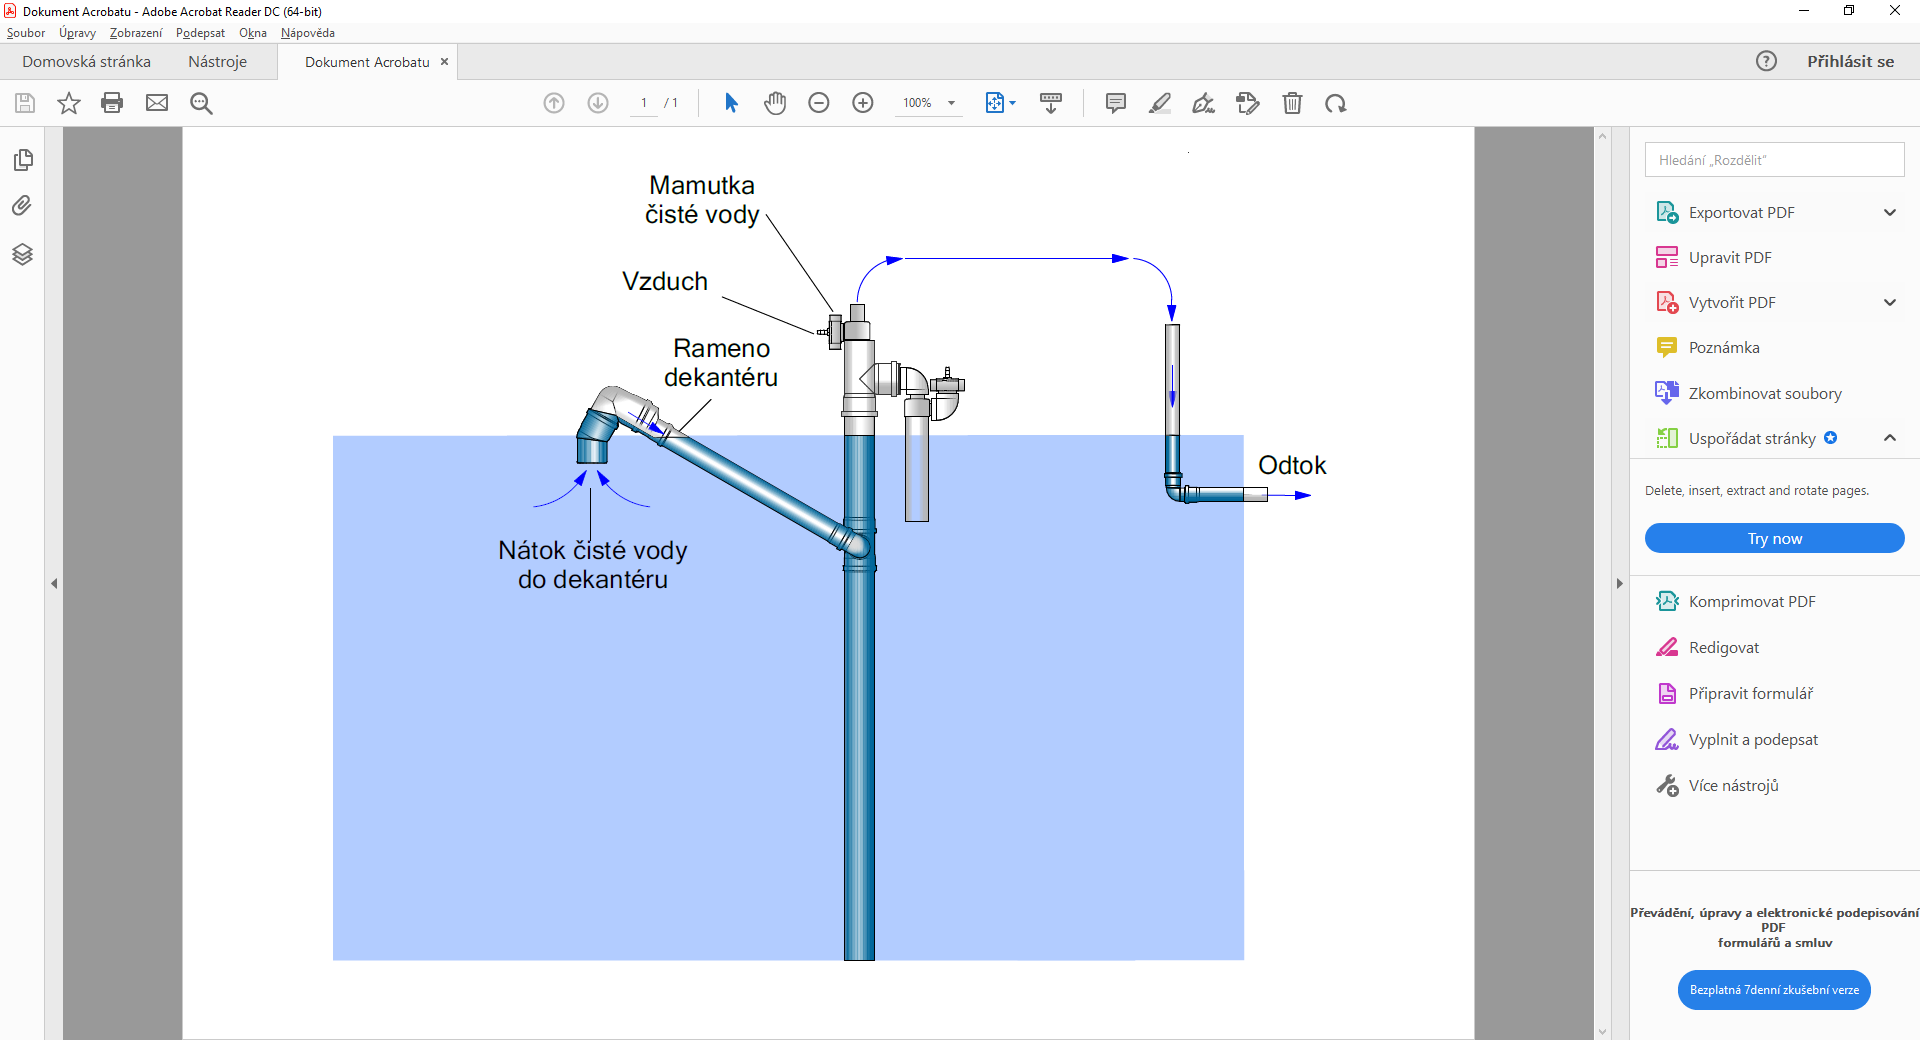 Dokument Acrobatu - Adobe Acrobat Reader DC (64-bit)
Soubor Úpravy Zobrazení Podepsat Okna Nápověda
Domovská stránka Nástroje Dokument Acrobatu × Přihlásit se
1 / 1 100%
Mamutka
čisté vody
Vzduch
Rameno
dekantéru
Odtok
Nátok čisté vody
do dekantéru
Hledání „Rozdělit"
Exportovat PDF
Upravit PDF
Vytvořit PDF
Poznámka
Zkombinovat soubory
Uspořádat stránky
Delete, insert, extract and rotate pages.
Try now
Komprimovat PDF
Redigovat
Připravit formulář
Vyplnit a podepsat
Více nástrojů
Převádění, úpravy a elektronické podepisování
PDF
formulářů a smluv
Bezplatná 7denní zkušební verze